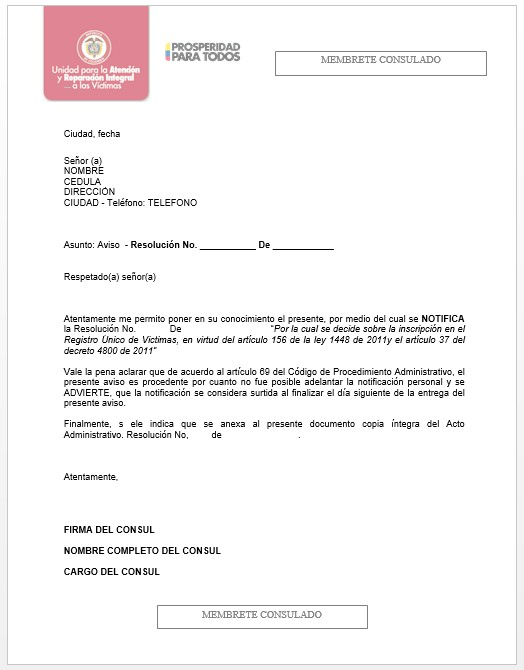 Unidad para la Atención
y Reparación Integral
a las Víctimas
PROSPERIDAD
PARA TODOS
MEMBRETE CONSULADO
Ciudad, fecha
Señor (a)
NOMBRE
CEDULA
DIRECCIÓN
CIUDAD - Teléfono: TELEFONO
Asunto: Aviso - Resolución No. ___________ De ____________
Respetado(a) señor(a)
Atentamente me permito poner en su conocimiento el presente, por medio del cual se NOTIFICA
la Resolución No. De "Por la cual se decide sobre la inscripción en el
Registro Único de Victimas, en virtud del artículo 156 de la ley 1448 de 2011y el artículo 37 del
decreto 4800 de 2011"
Vale la pena aclarar que de acuerdo al artículo 69 del Código de Procedimiento Administrativo, el
presente aviso es procedente por cuanto no fue posible adelantar la notificación personal y se
ADVIERTE, que la notificación se considera surtida al finalizar el día siguiente de la entrega del
presente aviso.
Finalmente, s ele indica que se anexa al presente documento copia íntegra del Acto
Administrativo. Resolución No, de .
Atentamente,
FIRMA DEL CONSUL
NOMBRE COMPLETO DEL CONSUL
CARGO DEL CONSUL
MEMBRETE CONSULADO